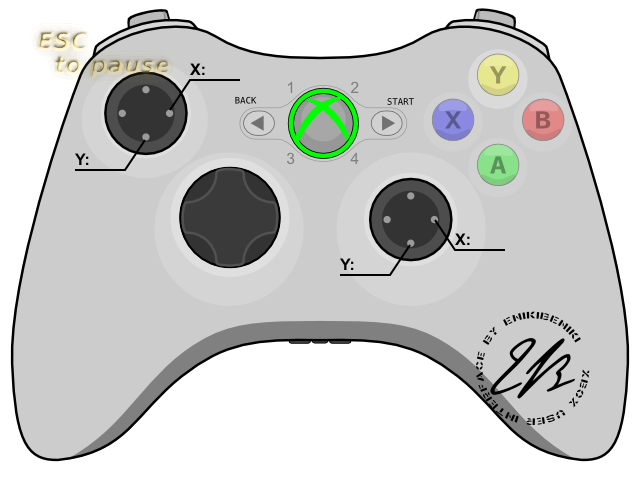 ESC
to pause
X:
Y:
BACK
START
1
2
3
4
Y
X
B
A
X:
Y:
XBOX USER INTERFACE BY ENIKIBENIKI